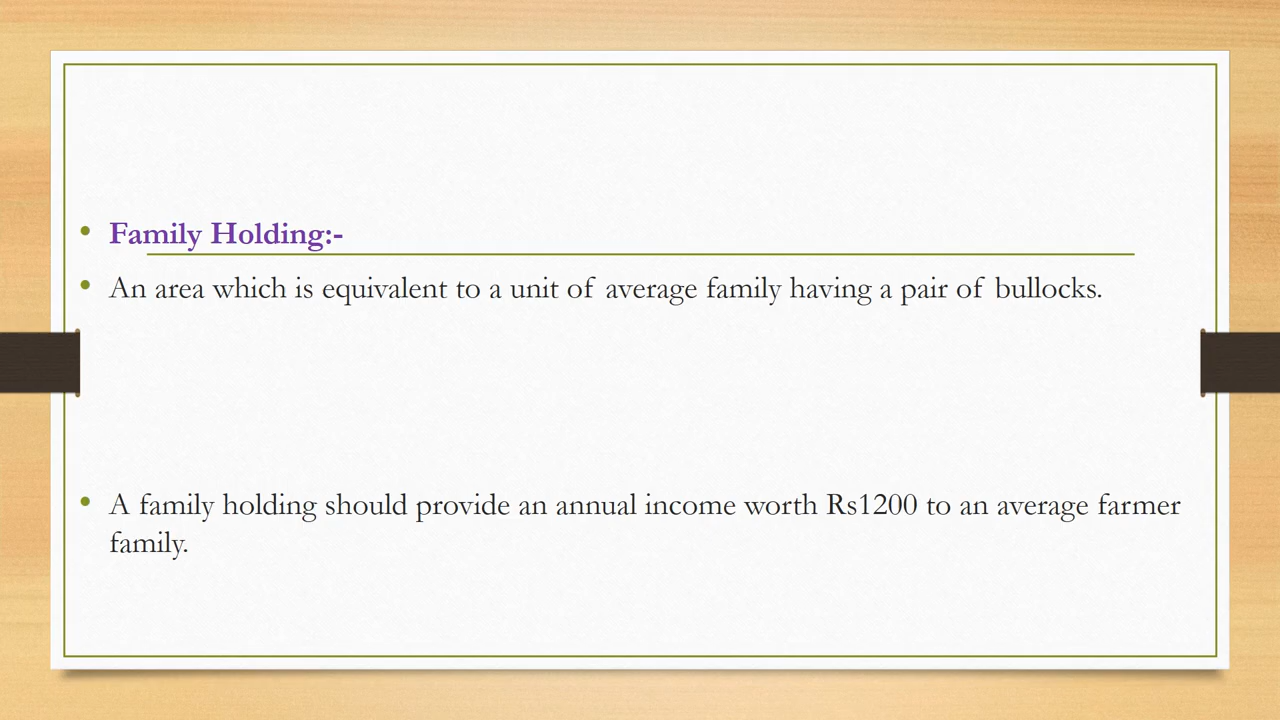 • Family Holding:-
• An area which is equivalent to a unit of average family having a pair of bullocks.
• A family holding should provide an annual income worth Rs1200 to an average farmer
family.